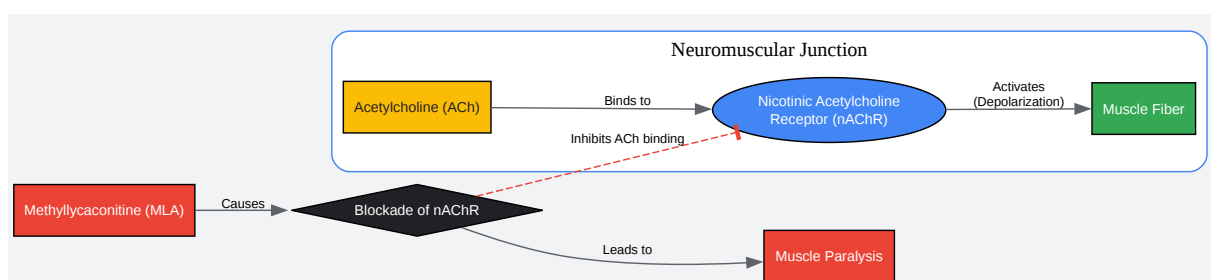 Neuromuscular Junction
Acetylcholine (ACh)
Binds to
Nicotinic Acetylcholine
Receptor (nAChR)
Activates
(Depolarization)
Muscle Fiber
Inhibits ACh binding
Methyllycaconitine (MLA)
Causes
Blockade of nAChR
Leads to
Muscle Paralysis